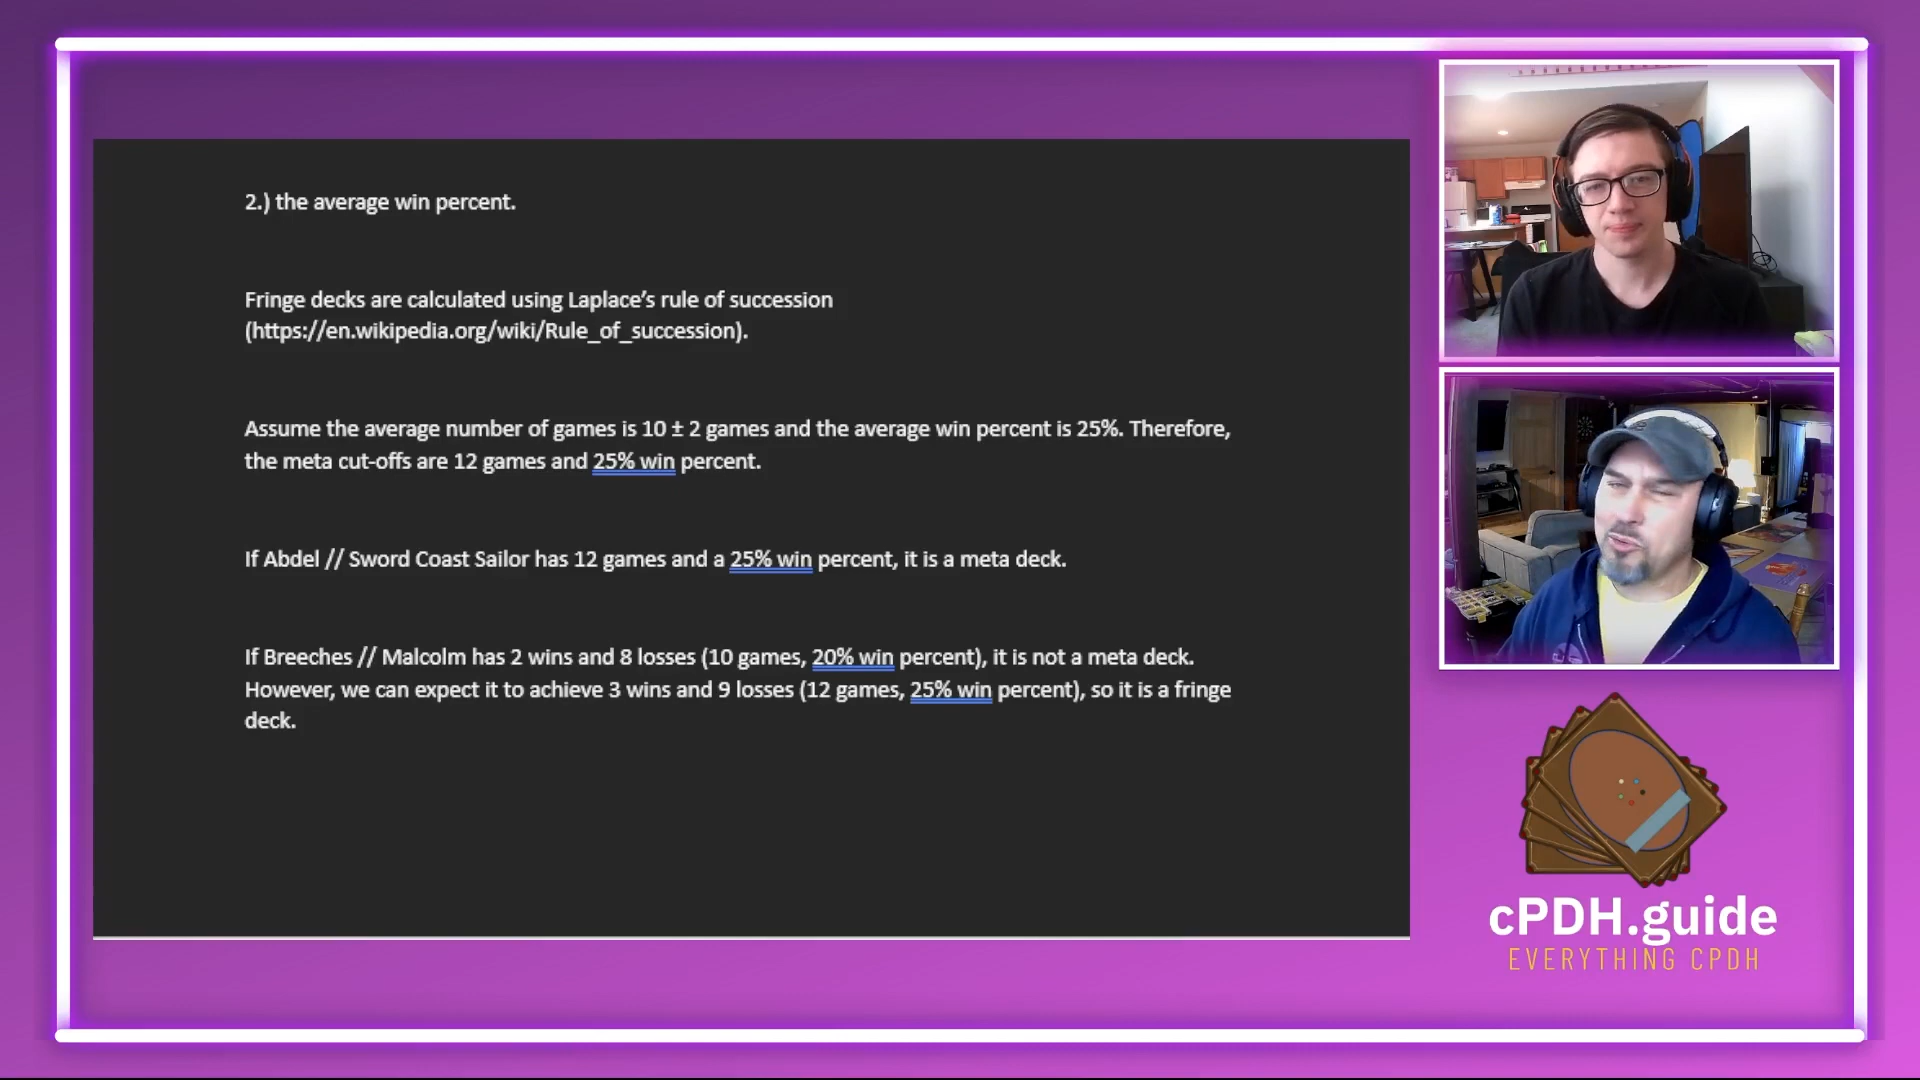 2.) the average win percent.
Fringe decks are calculated using Laplace’s rule of succession
(https://en.wikipedia.org/wiki/Rule_of_succession).
Assume the average number of games is 10 ± 2 games and the average win percent is 25%. Therefore,
the meta cut-offs are 12 games and 25% win percent.
If Abdel // Sword Coast Sailor has 12 games and a 25% win percent, it is a meta deck.
If Breeches // Malcolm has 2 wins and 8 losses (10 games, 20% win percent), it is not a meta deck.
However, we can expect it to achieve 3 wins and 9 losses (12 games, 25% win percent), so it is a fringe
deck.
cPDH.guide
EVERYTHING CPDH